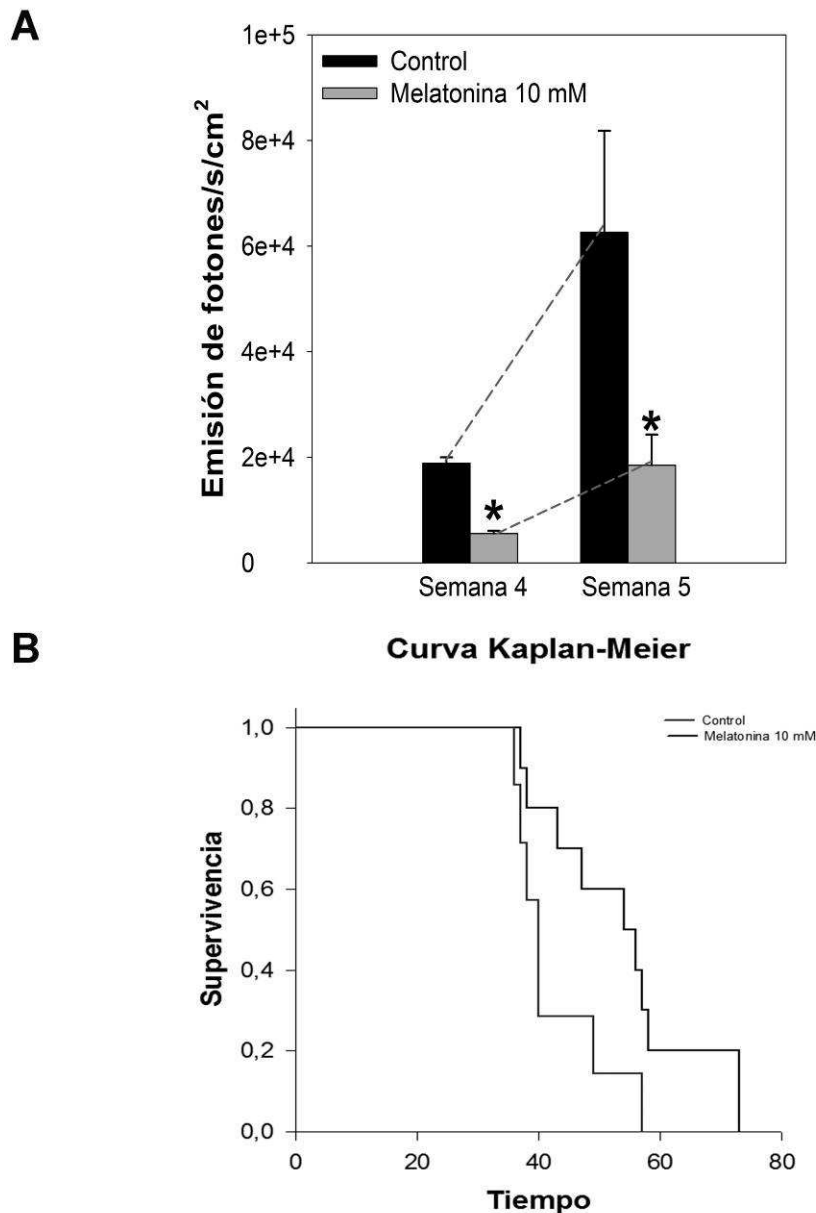 A
Emisión de fotones/s/cm²
1e+5
8e+4
6e+4
4e+4
2e+4
0
Control
Melatonina 10 mM
*
*
Semana 4 Semana 5
B
Curva Kaplan-Meier
Supervivencia
1,0
0,8
0,6
0,4
0,2
0,0
Control
Melatonina 10 mM
0 20 40 60 80
Tiempo